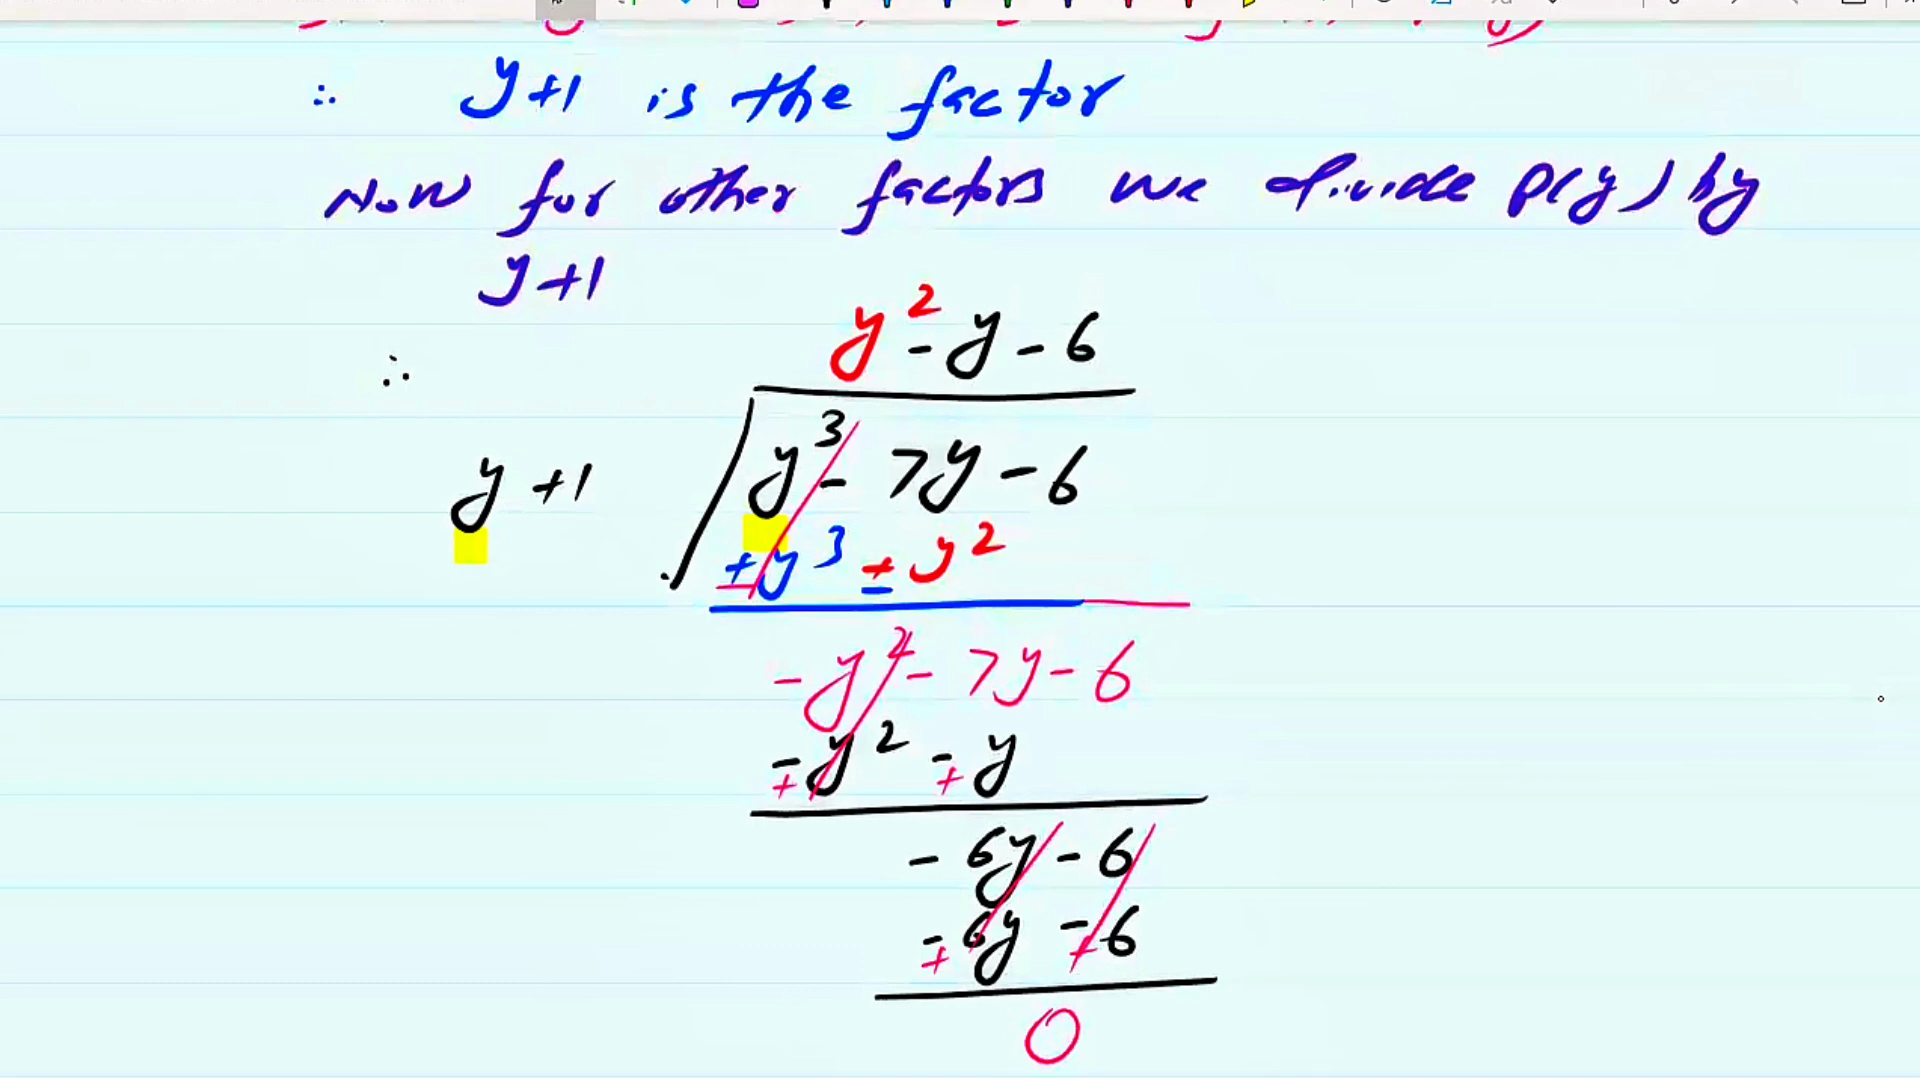 ∴ y+1 is the factor
Now for other factors we divide P(y) by
y+1
∴ y² - y - 6
y+1 y³ - 7y - 6
+y³ ± y²
-y² - 7y - 6
-y² - y
+ +
- 6y - 6
- 6y - 6
+ +
0